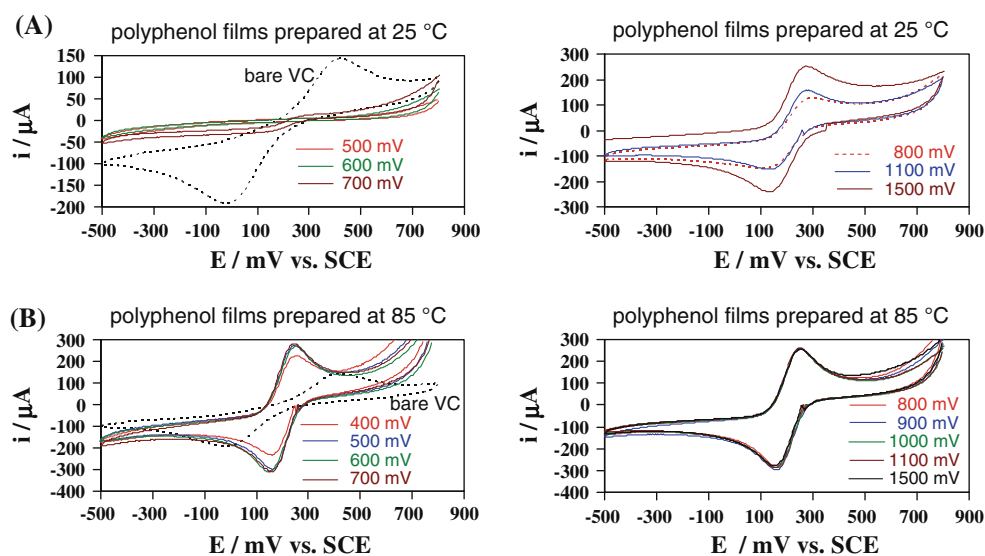 (A)
polyphenol films prepared at 25 °C
150
100
50
0
-50
-100
-150
-200
i / µA
bare VC
500 mV
600 mV
700 mV
-500 -300 -100 100 300 500 700 900
E / mV vs. SCE
polyphenol films prepared at 25 °C
300
200
100
0
-100
-200
-300
i / µA
800 mV
1100 mV
1500 mV
-500 -300 -100 100 300 500 700 900
E / mV vs. SCE
(B)
polyphenol films prepared at 85 °C
300
200
100
0
-100
-200
-300
-400
i / µA
bare VC
400 mV
500 mV
600 mV
700 mV
-500 -300 -100 100 300 500 700 900
E / mV vs. SCE
polyphenol films prepared at 85 °C
300
200
100
0
-100
-200
-300
-400
i / µA
800 mV
900 mV
1000 mV
1100 mV
1500 mV
-500 -300 -100 100 300 500 700 900
E / mV vs. SCE